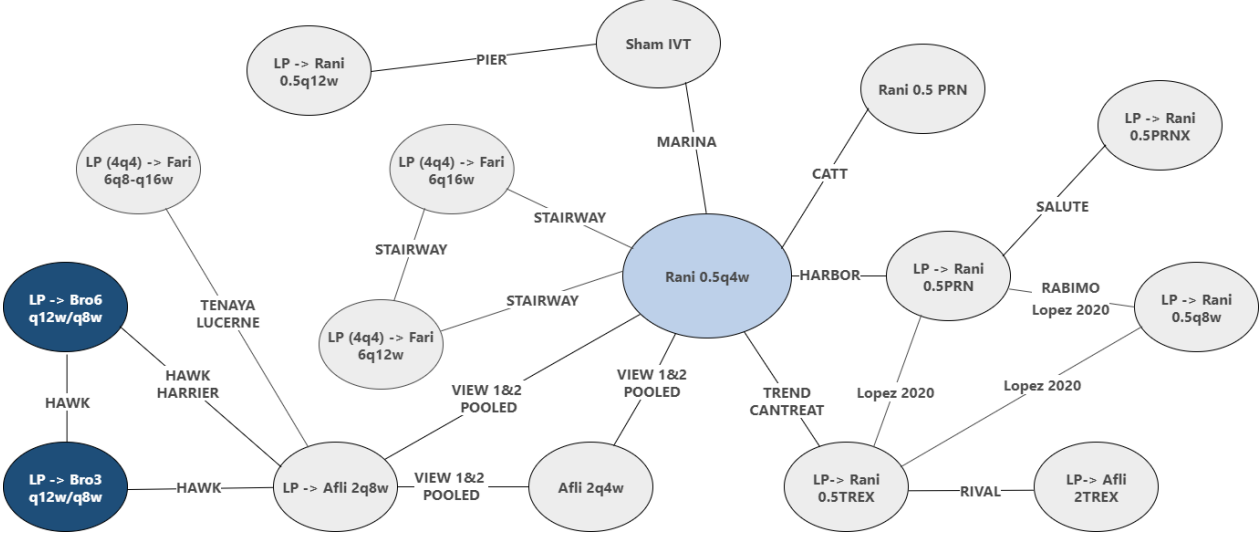 Sham IVT
LP -> Rani
0.5q12w
PIER
Rani 0.5 PRN
LP -> Rani
0.5PRNX
MARINA
LP (4q4) -> Fari
6q8-q16w
LP (4q4) -> Fari
6q16w
CATT
SALUTE
STAIRWAY
STAIRWAY
Rani 0.5q4w
HARBOR
LP -> Rani
0.5PRN
RABIMO
Lopez 2020
LP -> Rani
0.5q8w
LP -> Bro6
q12w/q8w
TENAYA
LUCERNE
STAIRWAY
LP (4q4) -> Fari
6q12w
HAWK
HARRIER
HAWK
VIEW 1&2
POOLED
VIEW 1&2
POOLED
TREND
CANTREAT
Lopez 2020
Lopez 2020
LP -> Bro3
q12w/q8w
HAWK
LP -> Afli 2q8w
VIEW 1&2
POOLED
Afli 2q4w
LP-> Rani
0.5TREX
RIVAL
LP-> Afli
2TREX